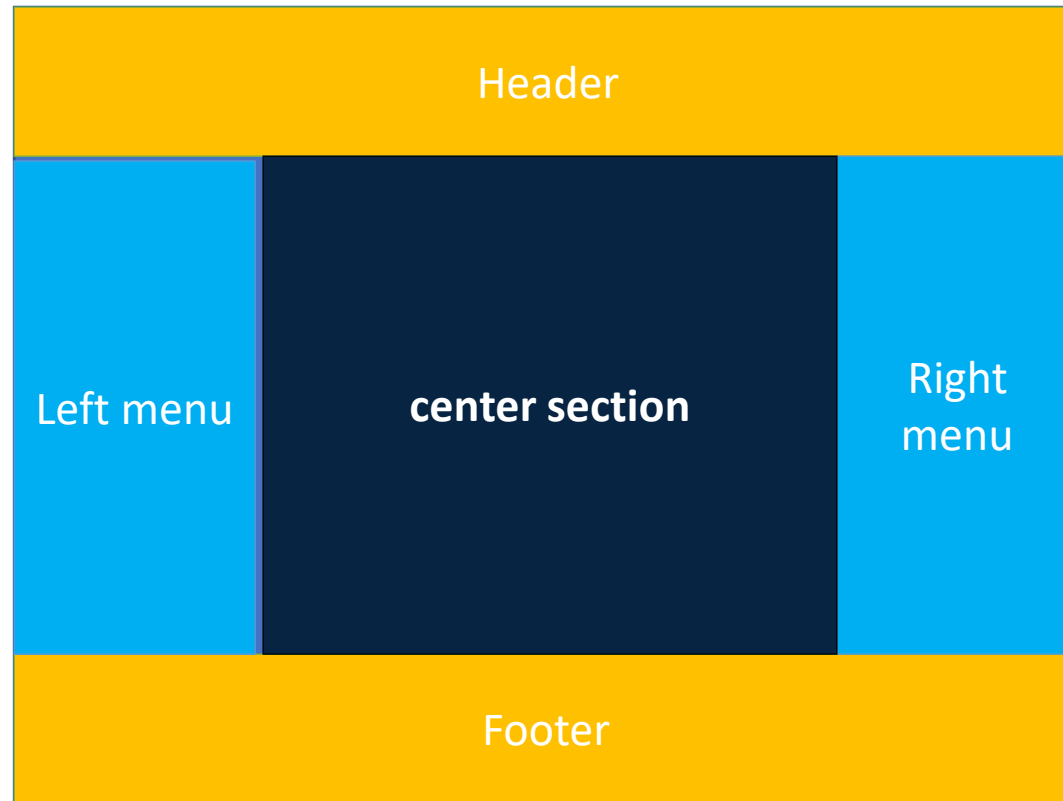 Header
Left menu
center section
Right
menu
Footer